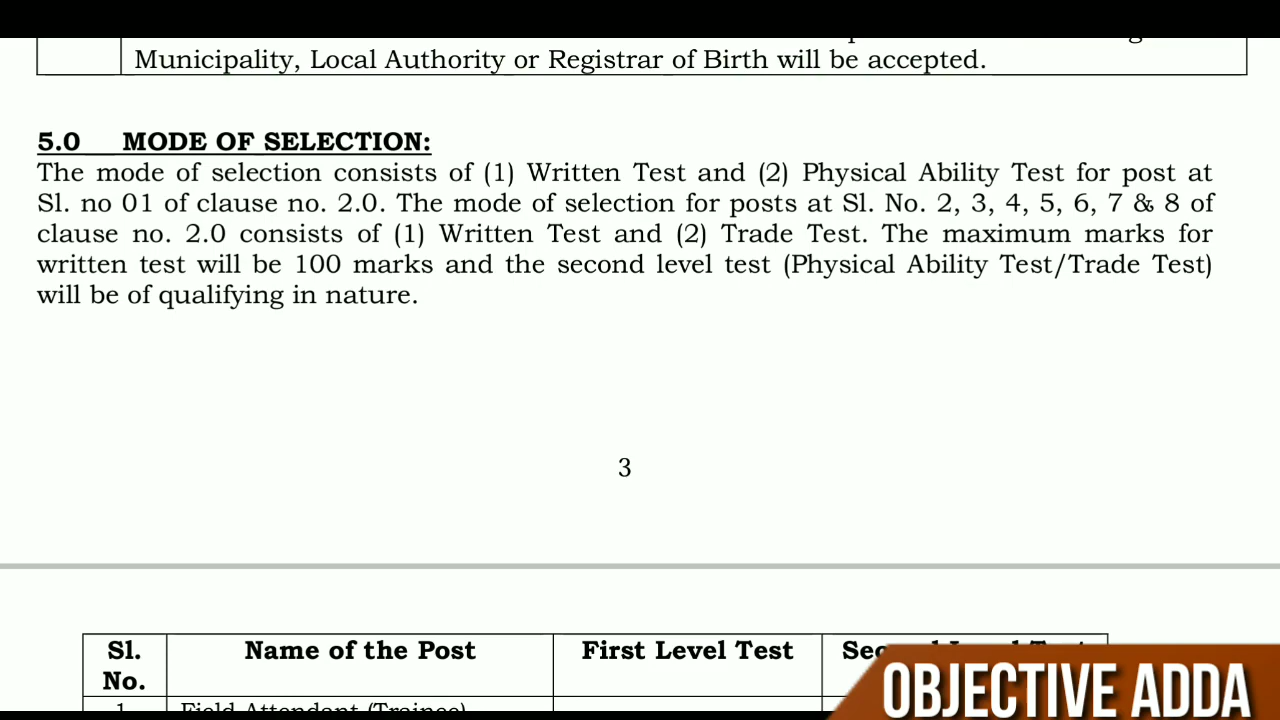 Municipality, Local Authority or Registrar of Birth will be accepted.
5.0 MODE OF SELECTION:
The mode of selection consists of (1) Written Test and (2) Physical Ability Test for post at
Sl. no 01 of clause no. 2.0. The mode of selection for posts at Sl. No. 2, 3, 4, 5, 6, 7 & 8 of
clause no. 2.0 consists of (1) Written Test and (2) Trade Test. The maximum marks for
written test will be 100 marks and the second level test (Physical Ability Test/Trade Test)
will be of qualifying in nature.
3
Sl. No. Name of the Post First Level Test
1 Field Attendant (Trainee)
OBJECTIVE ADDA